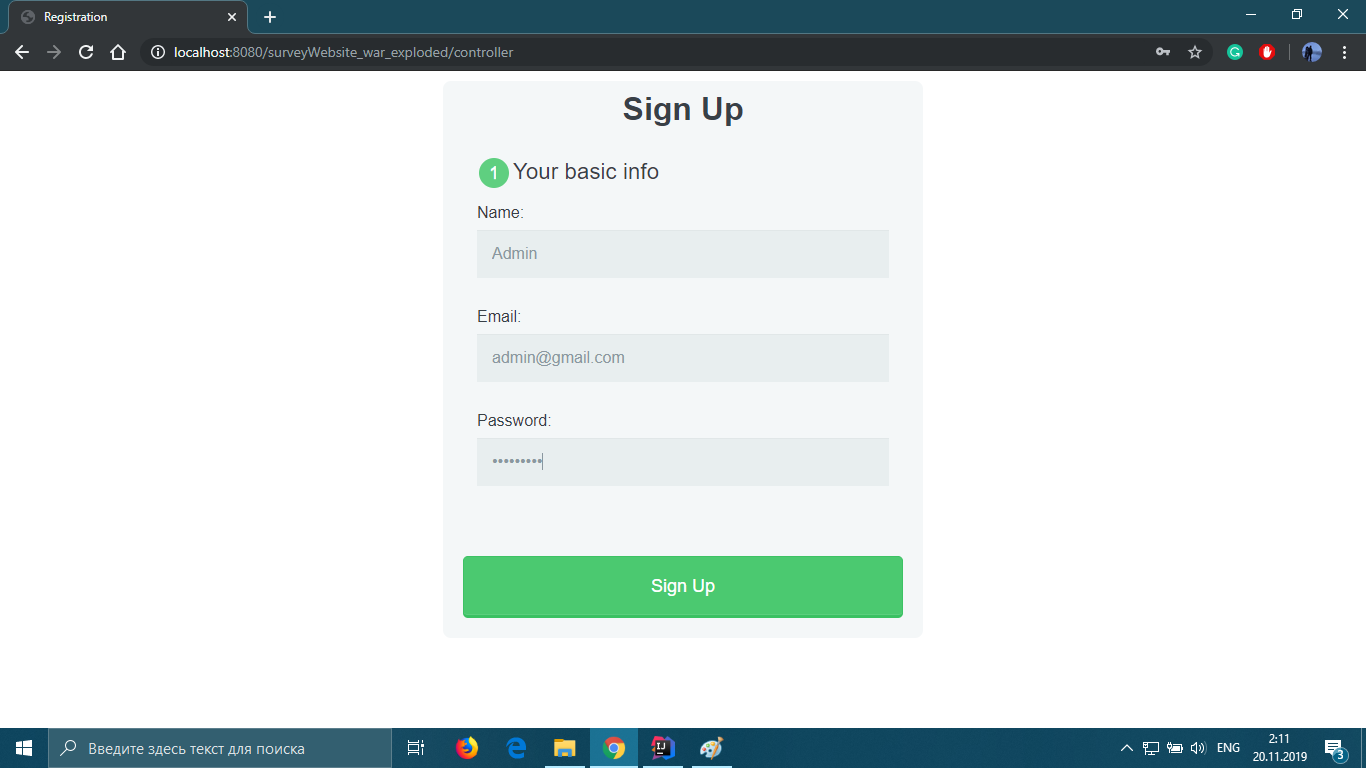 Registration
localhost:8080/surveyWebsite_war_exploded/controller
Sign Up
1 Your basic info
Name:
Admin
Email:
admin@gmail.com
Password:
•••••••••
Sign Up
Введите здесь текст для поиска
IJ
ENG
2:11
20.11.2019
3